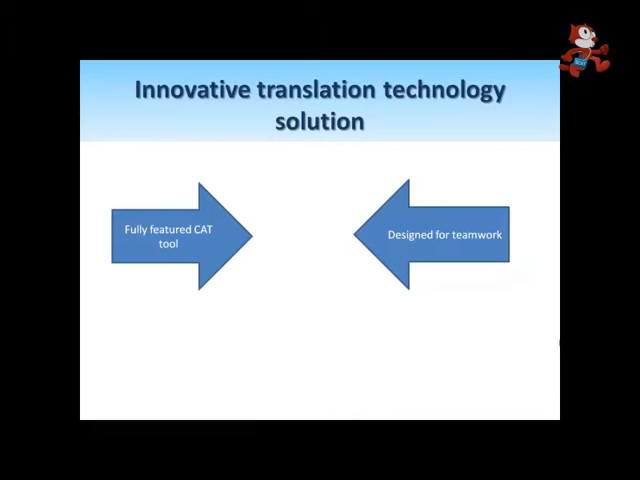 Innovative translation technology
solution
Fully featured CAT
tool
Designed for teamwork